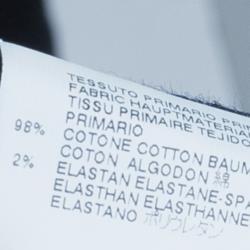 TESSUTO PRIMARIO PRIM
FABRIC HAUPTMATERIAL
TISSU PRIMAIRE TEJIDO
PRIMARIO
98% COTONE COTTON BAUM
2% COTON ALGODON 綿
ELASTAN ELASTANE-SPA
ELASTHAN ELASTHANNE
ELASTANO ポリウレタン